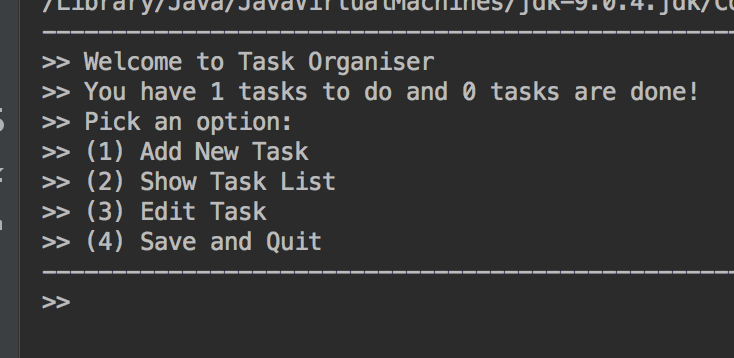 /Library/Java/JavaVirtualMachines/jdk-9.0.4.jdk/Co
------------------------------------------------
>> Welcome to Task Organiser
>> You have 1 tasks to do and 0 tasks are done!
>> Pick an option:
>> (1) Add New Task
>> (2) Show Task List
>> (3) Edit Task
>> (4) Save and Quit
------------------------------------------------
>>